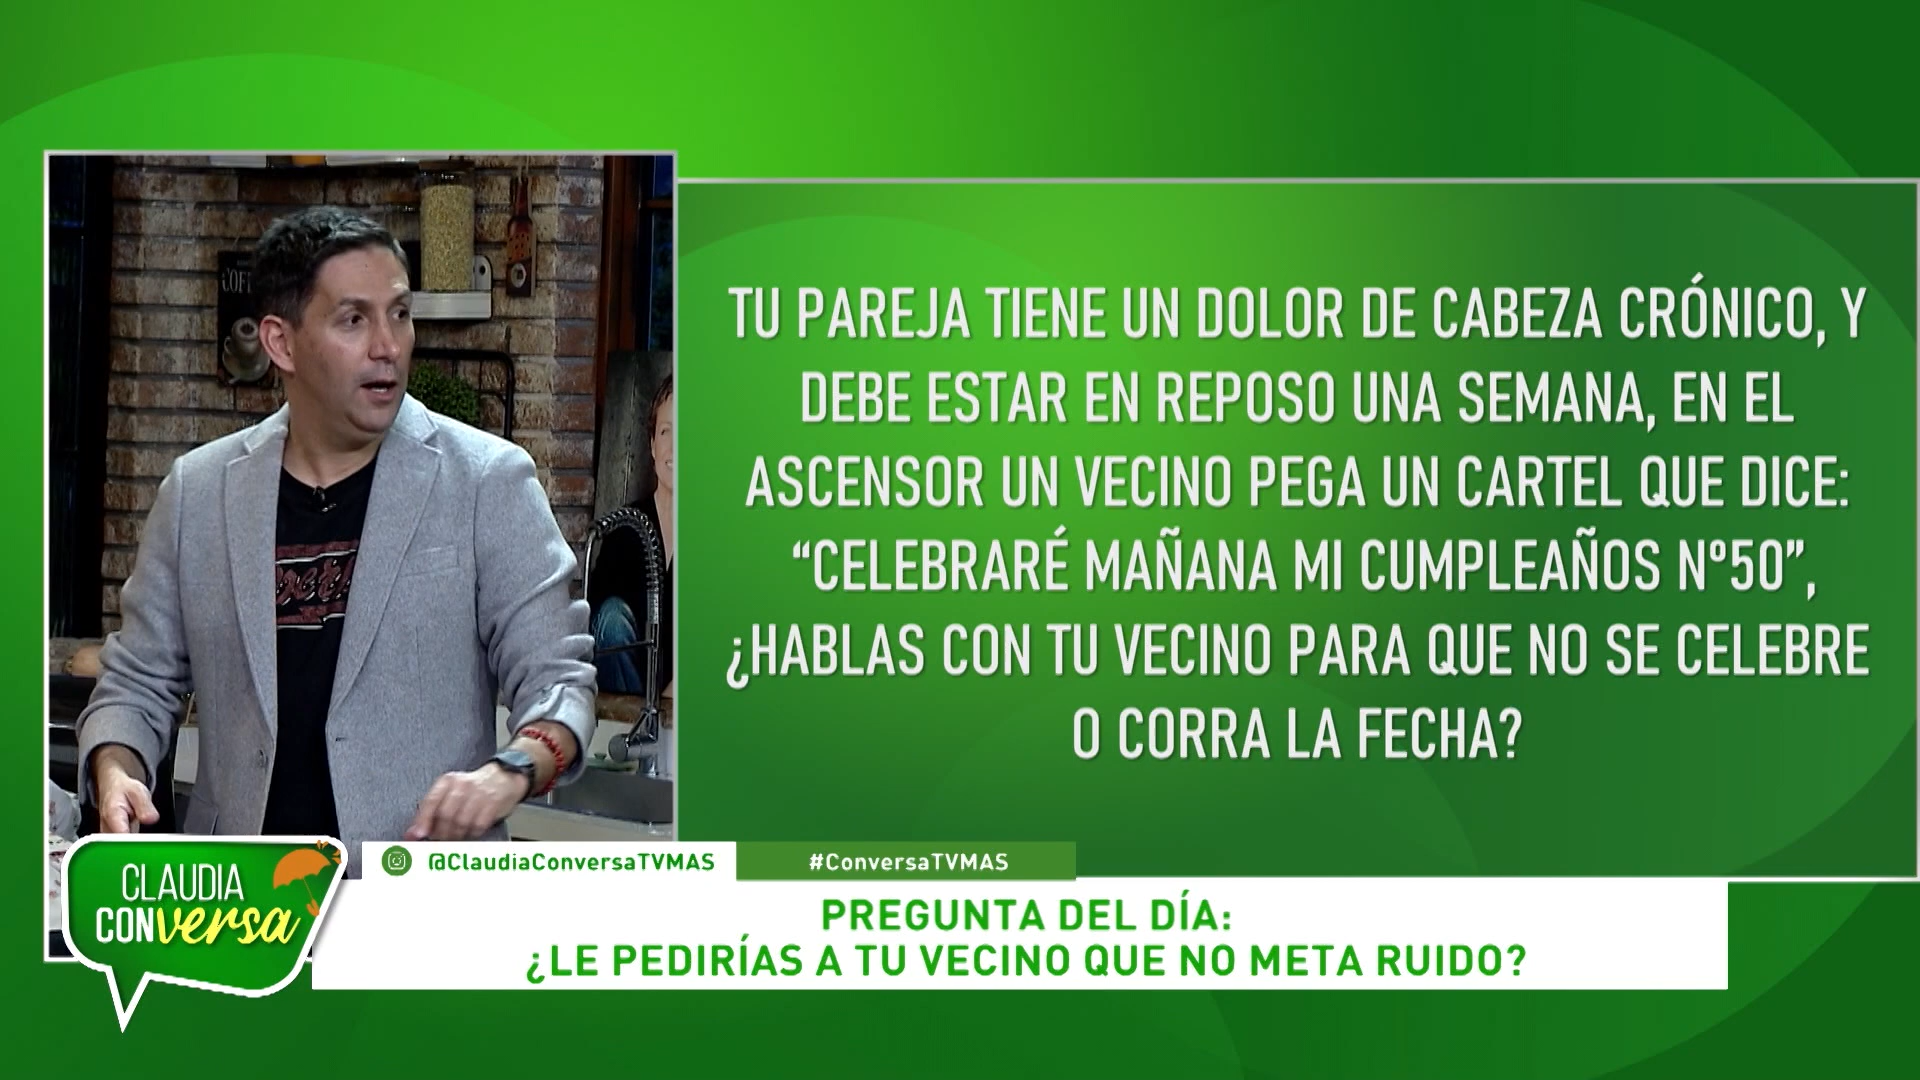 TU PAREJA TIENE UN DOLOR DE CABEZA CRÓNICO, Y
DEBE ESTAR EN REPOSO UNA SEMANA, EN EL
ASCENSOR UN VECINO PEGA UN CARTEL QUE DICE:
“CELEBRARÉ MAÑANA MI CUMPLEAÑOS Nº50”,
¿HABLAS CON TU VECINO PARA QUE NO SE CELEBRE
O CORRA LA FECHA?
@ClaudiaConversaTVMAS
#ConversaTVMAS
CLAUDIA
CONversa
PREGUNTA DEL DÍA:
¿LE PEDIRÍAS A TU VECINO QUE NO META RUIDO?